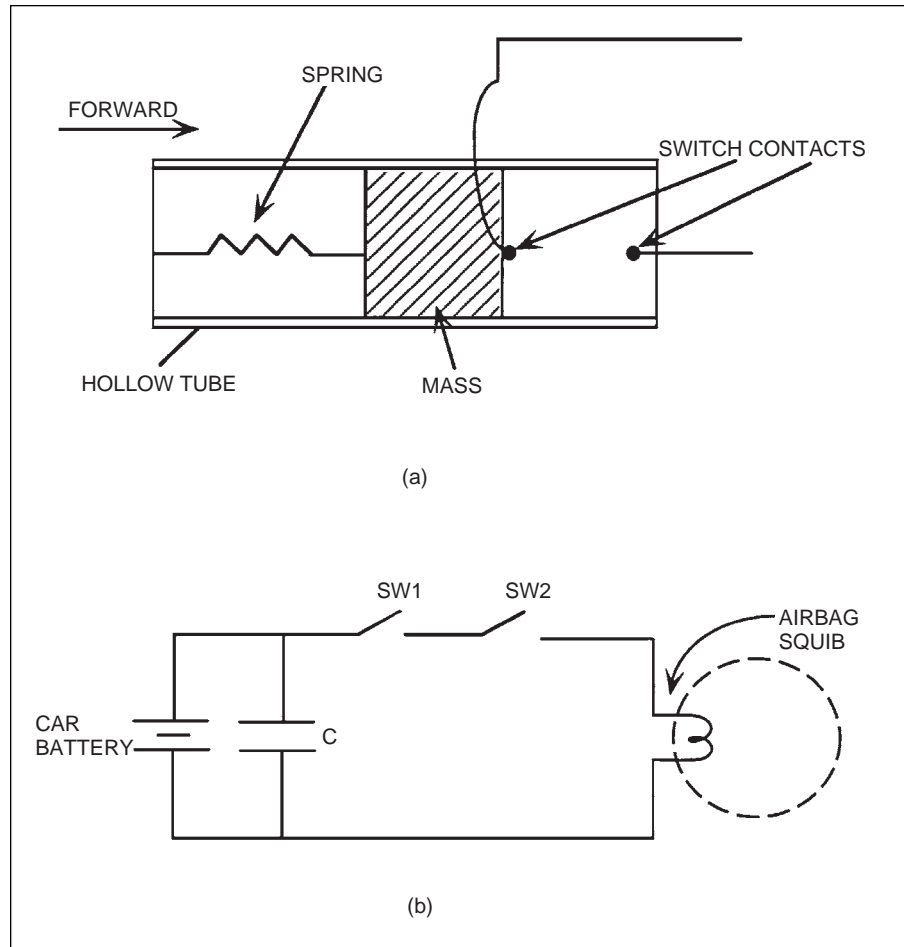 SPRING
FORWARD
SWITCH CONTACTS
HOLLOW TUBE
MASS
(a)
SW1
SW2
AIRBAG
SQUIB
CAR
BATTERY
C
(b)